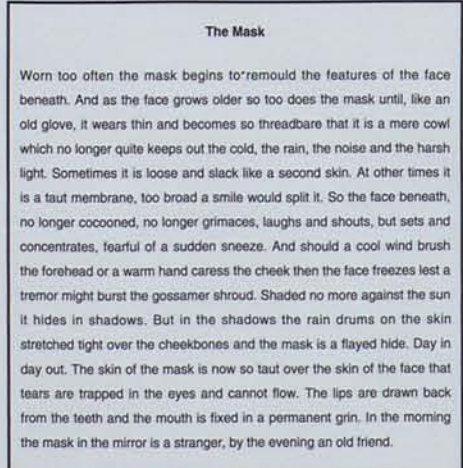 The Mask
Worn too often the mask begins to remould the features of the face
beneath. And as the face grows older so too does the mask until, like an
old glove, it wears thin and becomes so threadbare that it is a mere cowl
which no longer quite keeps out the cold, the rain, the noise and the harsh
light. Sometimes it is loose and slack like a second skin. At other times it
is a taut membrane, too broad a smile would split it. So the face beneath,
no longer cocooned, no longer grimaces, laughs and shouts, but sets and
concentrates, fearful of a sudden sneeze. And should a cool wind brush
the forehead or a warm hand caress the cheek then the face freezes lest a
tremor might burst the gossamer shroud. Shaded no more against the sun
it hides in shadows. But in the shadows the rain drums on the skin
stretched tight over the cheekbones and the mask is a flayed hide. Day in
day out. The skin of the mask is now so taut over the skin of the face that
tears are trapped in the eyes and cannot flow. The lips are drawn back
from the teeth and the mouth is fixed in a permanent grin. In the morning
the mask in the mirror is a stranger, by the evening an old friend.